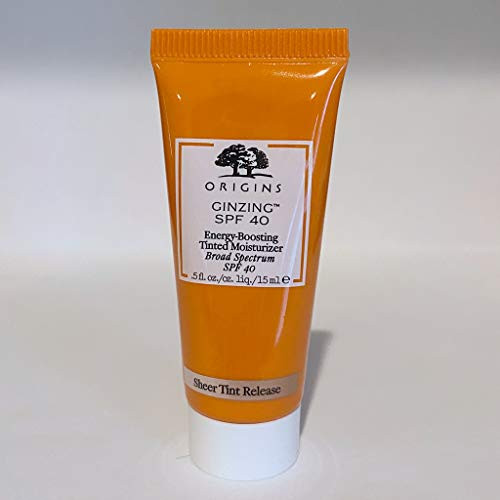 ORIGINS
GINZING™
SPF 40
Energy-Boosting
Tinted Moisturizer
Broad Spectrum
SPF 40
.5 fl. oz./oz. liq./15 ml ℮
Sheer Tint Release